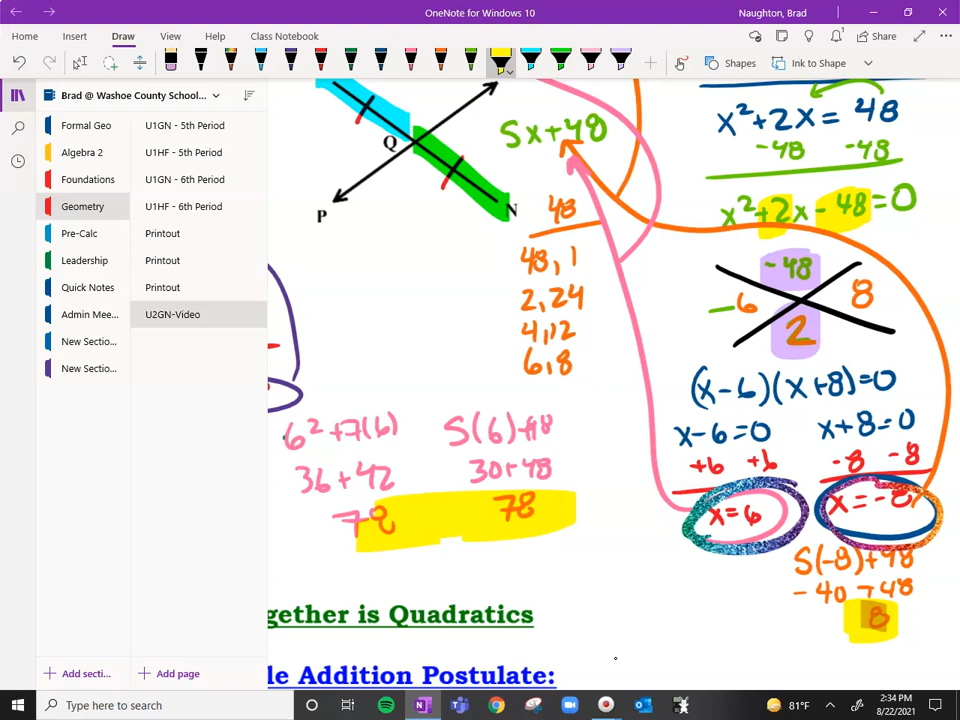 OneNote for Windows 10
Naughton, Brad
Home Insert Draw View Help Class Notebook
Share
Shapes
Ink to Shape
Brad @ Washoe County School...
Formal Geo
Algebra 2
Foundations
Geometry
Pre-Calc
Leadership
Quick Notes
Admin Mee...
New Sectio...
New Sectio...
Add secti...
U1GN - 5th Period
U1HF - 5th Period
U1GN - 6th Period
U1HF - 6th Period
Printout
Printout
Printout
U2GN-Video
Add page
Q
P
N
5x+48
48
48, 1
2, 24
4, 12
6, 8
6²+7(6)
36+42
78
5(6)+48
30+48
78
x²+2x=48
-48 -48
x²+2x-48=0
-48
-6 8
2
(x-6)(x+8)=0
x-6=0 x+8=0
+6 +6 -8 -8
x=6 x=-8
5(-8)+48
-40+48
8
gether is Quadratics
le Addition Postulate:
Type here to search
81°F
2:34 PM
8/22/2021